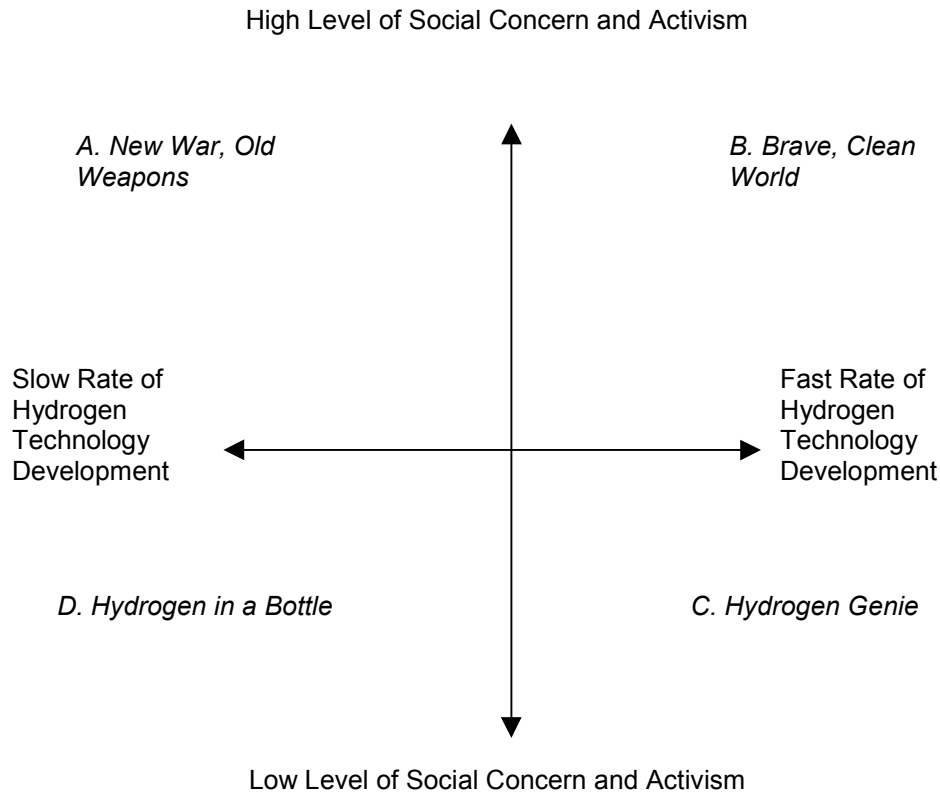 High Level of Social Concern and Activism
A. New War, Old
Weapons
B. Brave, Clean
World
Slow Rate of
Hydrogen
Technology
Development
Fast Rate of
Hydrogen
Technology
Development
D. Hydrogen in a Bottle
C. Hydrogen Genie
Low Level of Social Concern and Activism